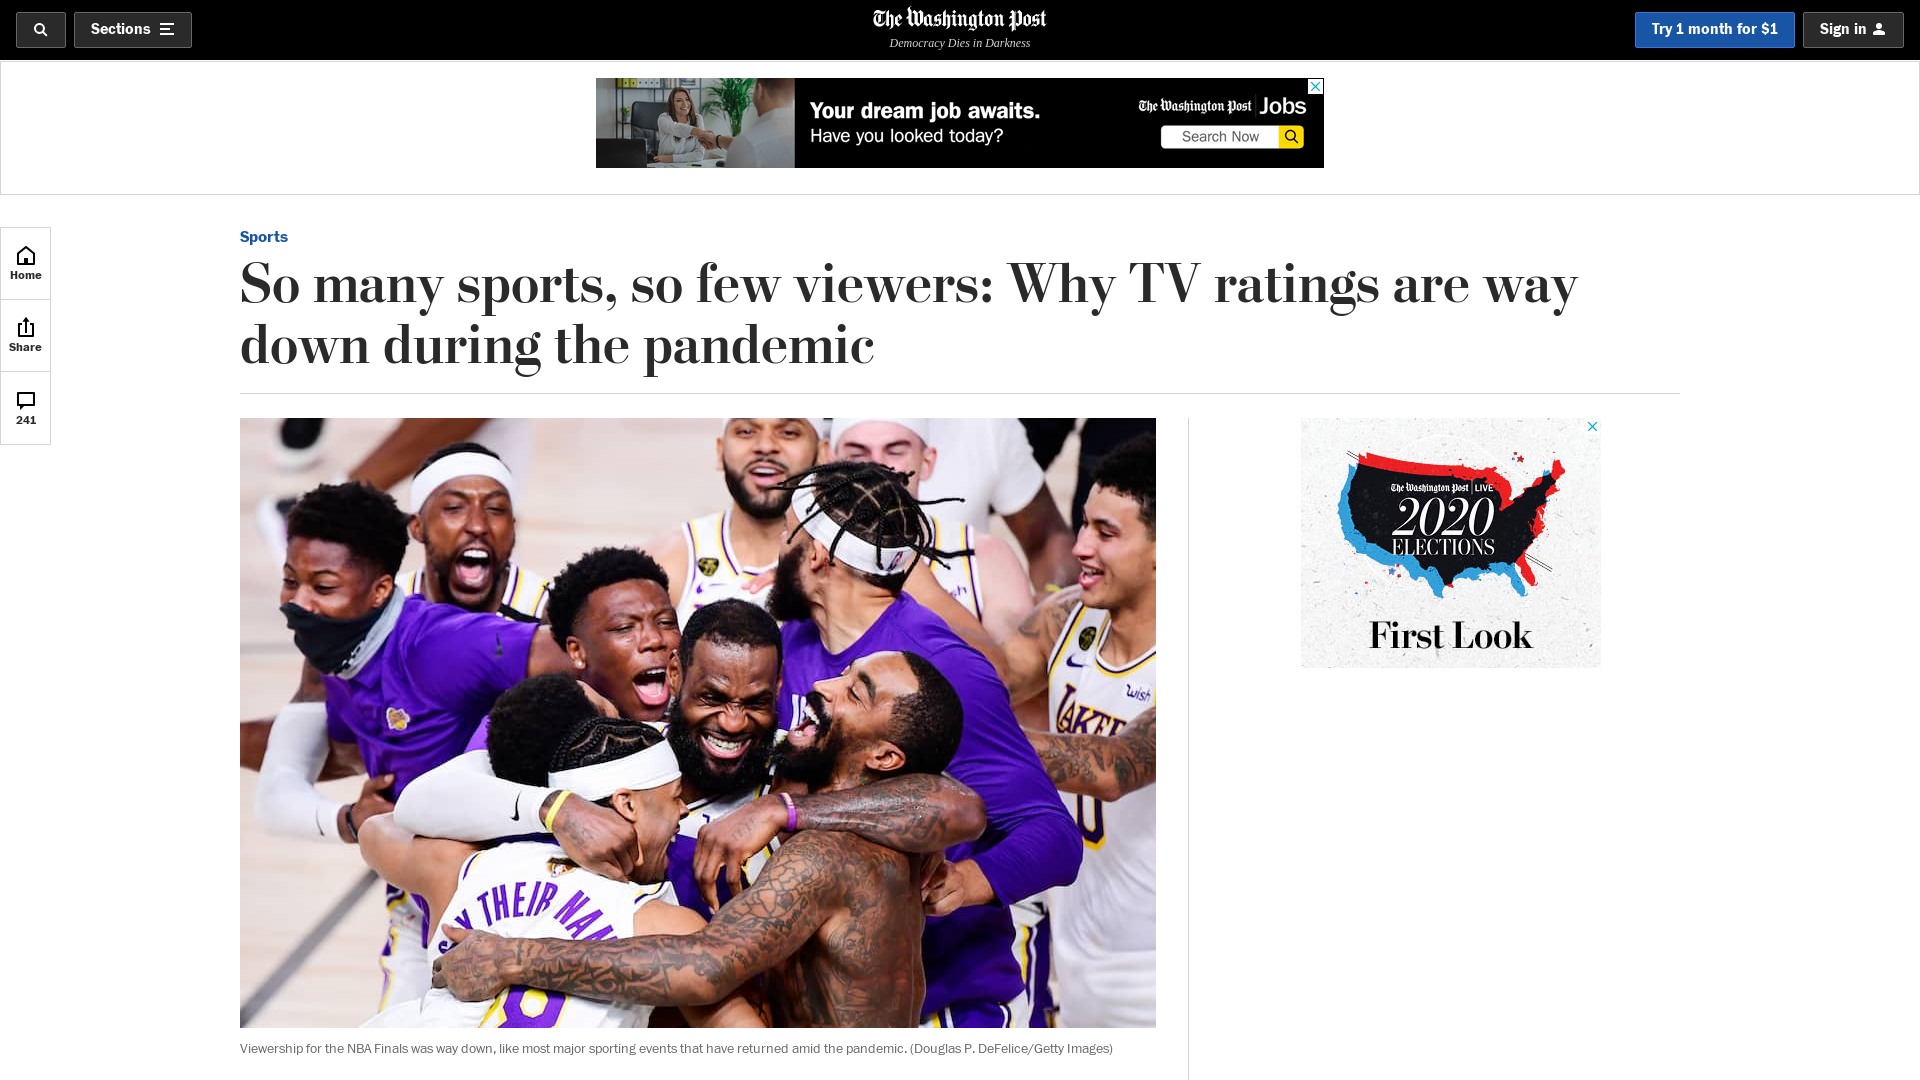 Sections
The Washington Post
Democracy Dies in Darkness
Try 1 month for $1
Sign in
Your dream job awaits.
Have you looked today?
The Washington Post Jobs
Search Now
Home
Share
241
Sports
So many sports, so few viewers: Why TV ratings are way
down during the pandemic
wish
LAKE
THEIR NAM
8
The Washington Post LIVE
2020
ELECTIONS
First Look
Viewership for the NBA Finals was way down, like most major sporting events that have returned amid the pandemic. (Douglas P. DeFelice/Getty Images)